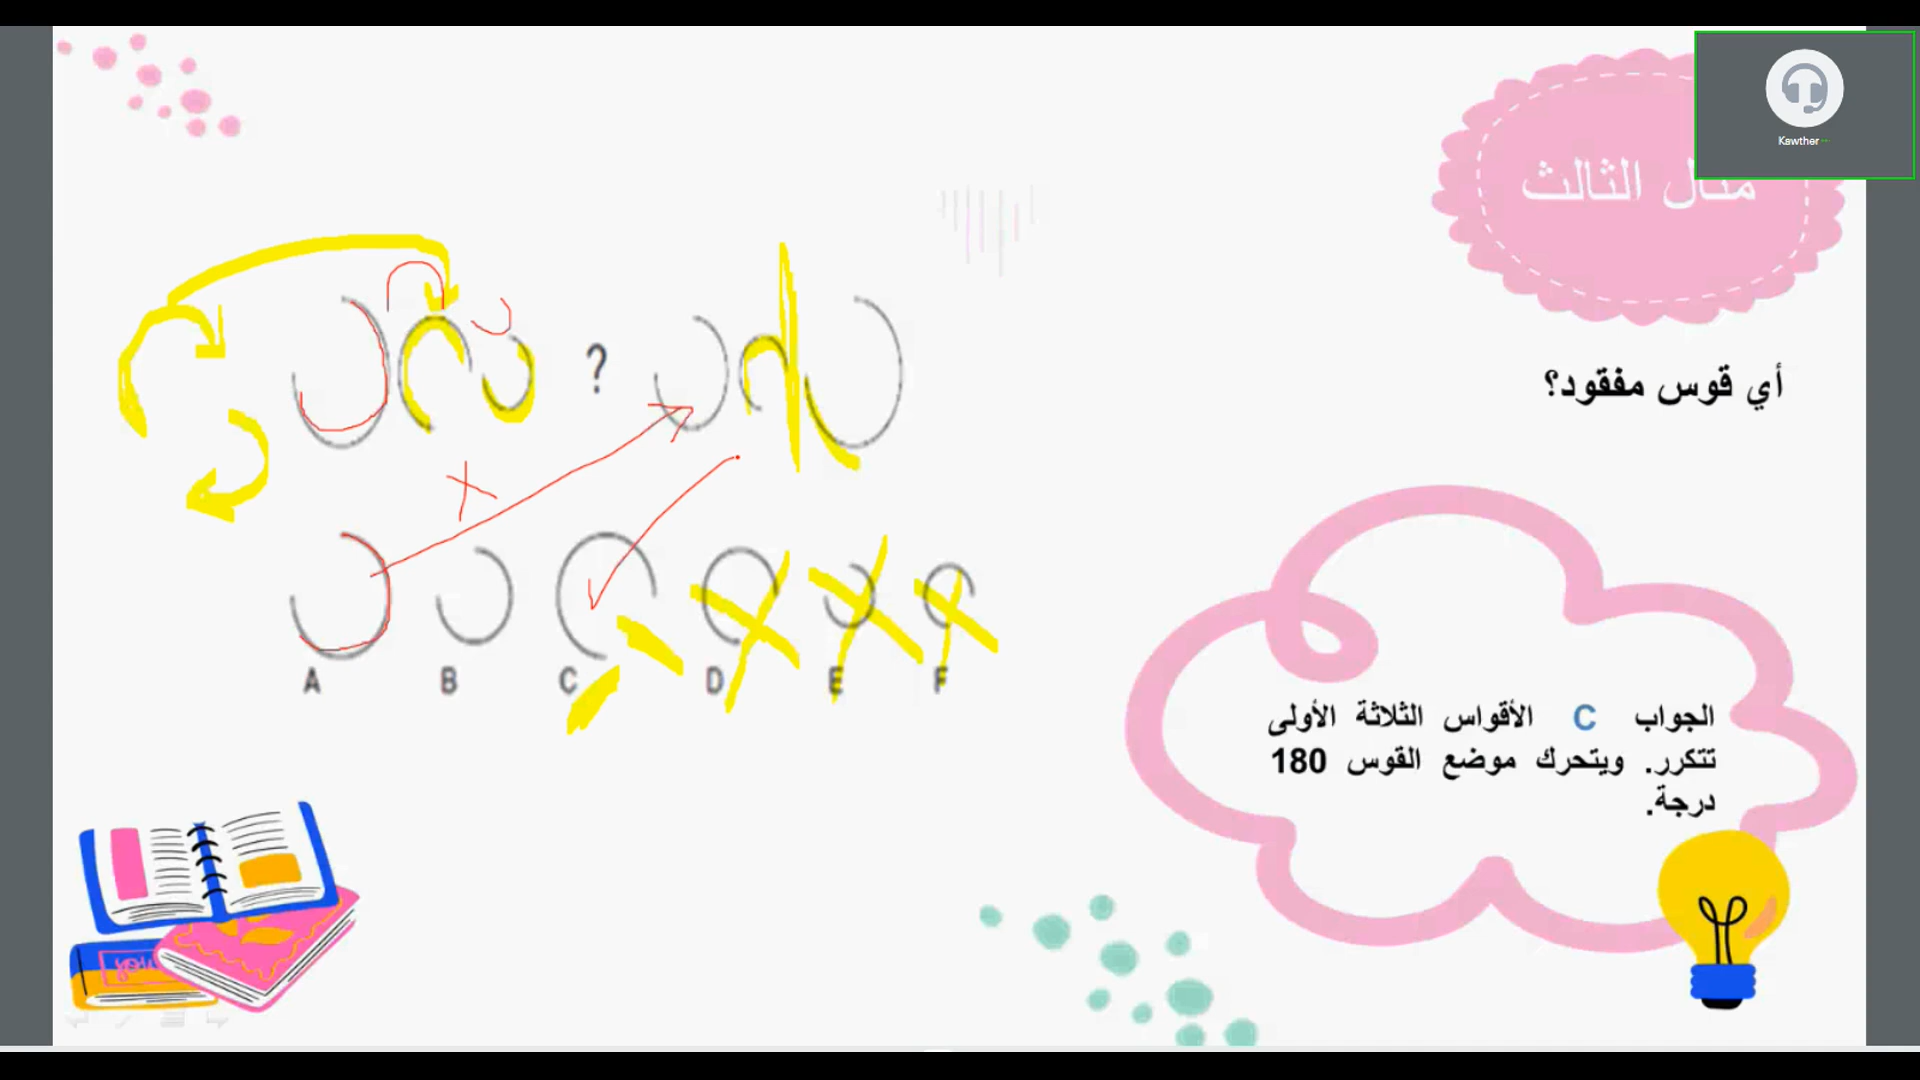 Kawther
مثال الثالث
أي قوس مفقود؟
?
A B C D E F
الجواب C الأقواس الثلاثة الأولى
تتكرر. ويتحرك موضع القوس 180
درجة.